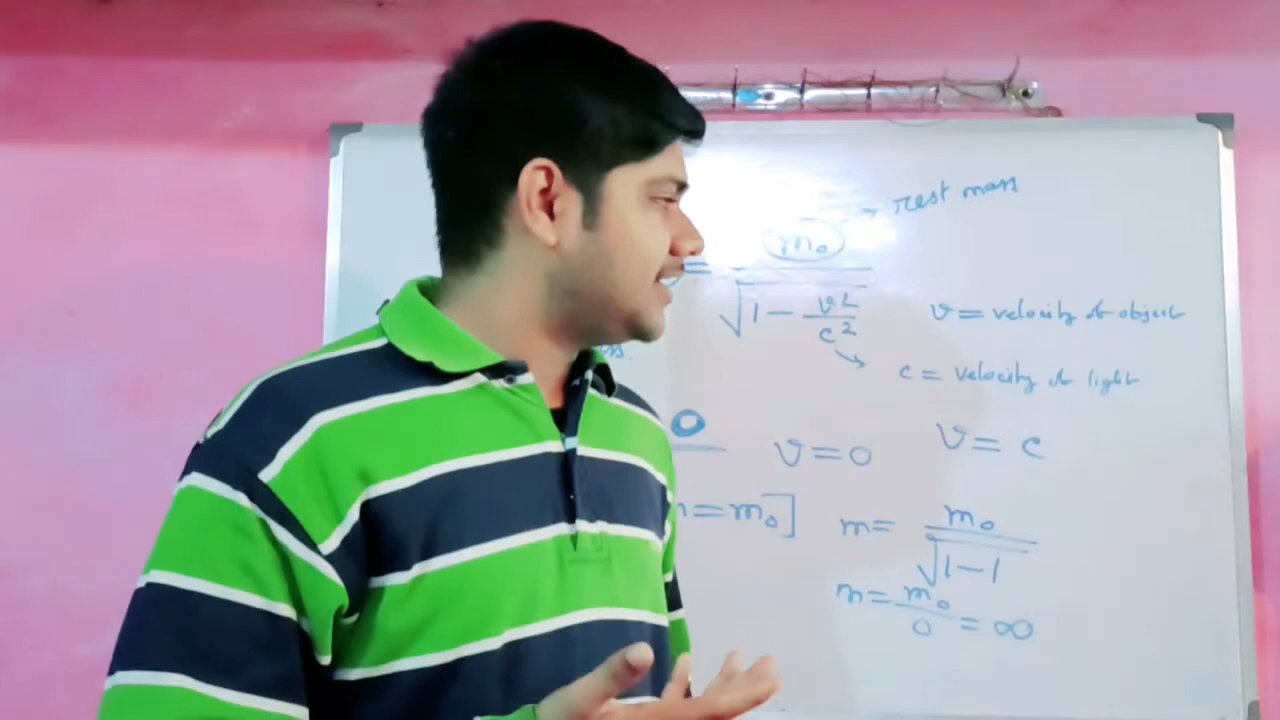 rest mass
= m₀ / √(1 − v²/c²)
v = velocity of object
c = velocity of light
v = 0
v = c
= m₀]
m = m₀ / √(1 − 1)
m = m₀ / 0 = ∞